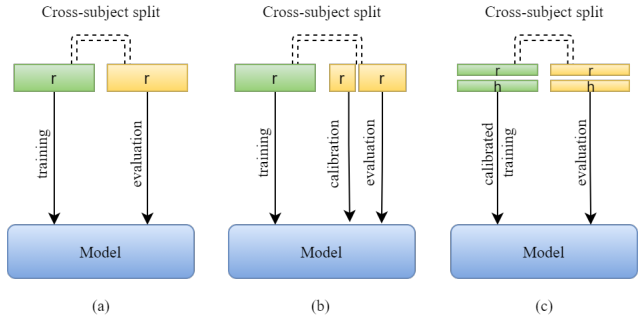 Cross-subject split
r
r
training
evaluation
Model
(a)
Cross-subject split
r
r
r
training
calibration
evaluation
Model
(b)
Cross-subject split
r
h
r
h
calibrated
training
evaluation
Model
(c)